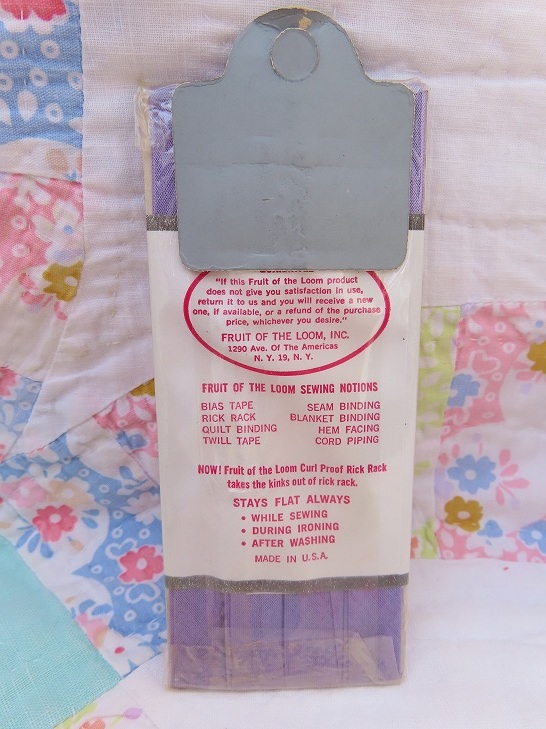 "If this Fruit of the Loom product
does not give you satisfaction in use,
return it to us and you will receive a new
one, if available, or a refund of the purchase
price, whichever you desire."
FRUIT OF THE LOOM, INC.
1290 Ave. Of The Americas
N. Y. 19, N. Y.
FRUIT OF THE LOOM SEWING NOTIONS
BIAS TAPE SEAM BINDING
RICK RACK BLANKET BINDING
QUILT BINDING HEM FACING
TWILL TAPE CORD PIPING
NOW! Fruit of the Loom Curl Proof Rick Rack
takes the kinks out of rick rack.
STAYS FLAT ALWAYS
• WHILE SEWING
• DURING IRONING
• AFTER WASHING
MADE IN U.S.A.